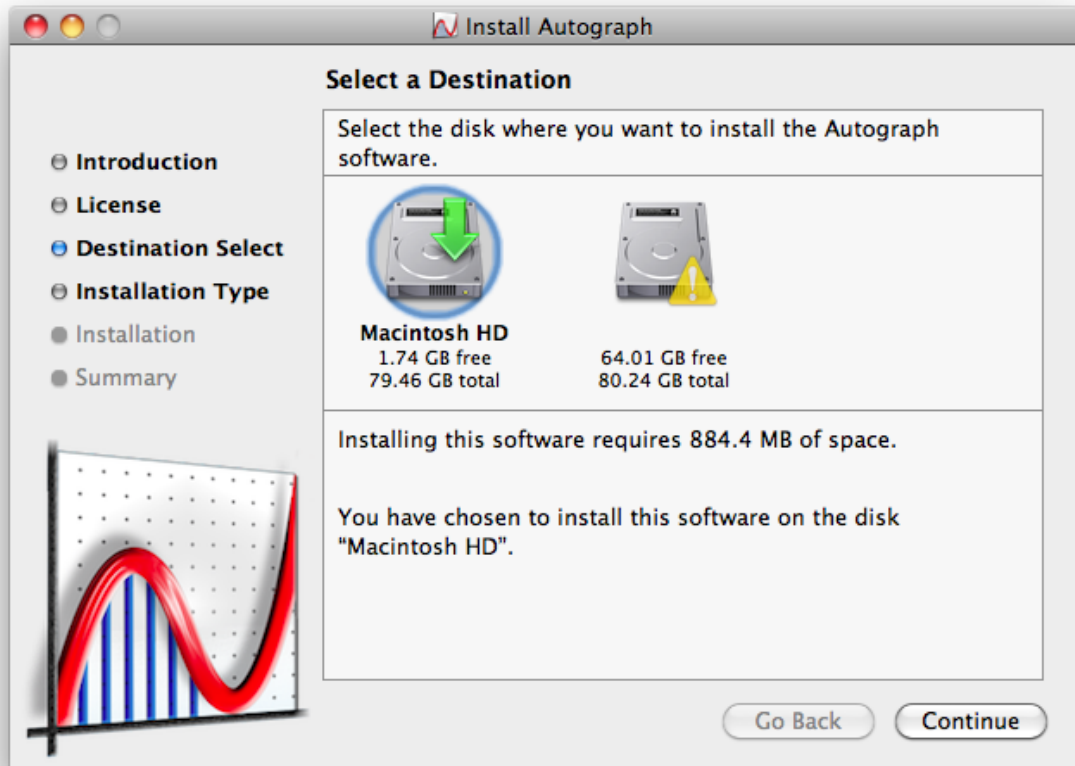 Install Autograph
Select a Destination
Introduction
License
Destination Select
Installation Type
Installation
Summary
Select the disk where you want to install the Autograph
software.
Macintosh HD
1.74 GB free
79.46 GB total
64.01 GB free
80.24 GB total
Installing this software requires 884.4 MB of space.
You have chosen to install this software on the disk
“Macintosh HD”.
Go Back
Continue